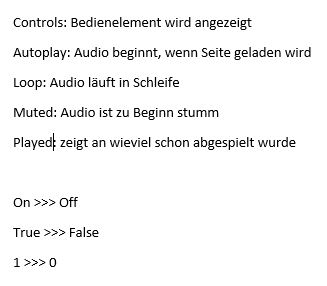 Controls: Bedienelement wird angezeigt
Autoplay: Audio beginnt, wenn Seite geladen wird
Loop: Audio läuft in Schleife
Muted: Audio ist zu Beginn stumm
Played: zeigt an wieviel schon abgespielt wurde
On >>> Off
True >>> False
1 >>> 0